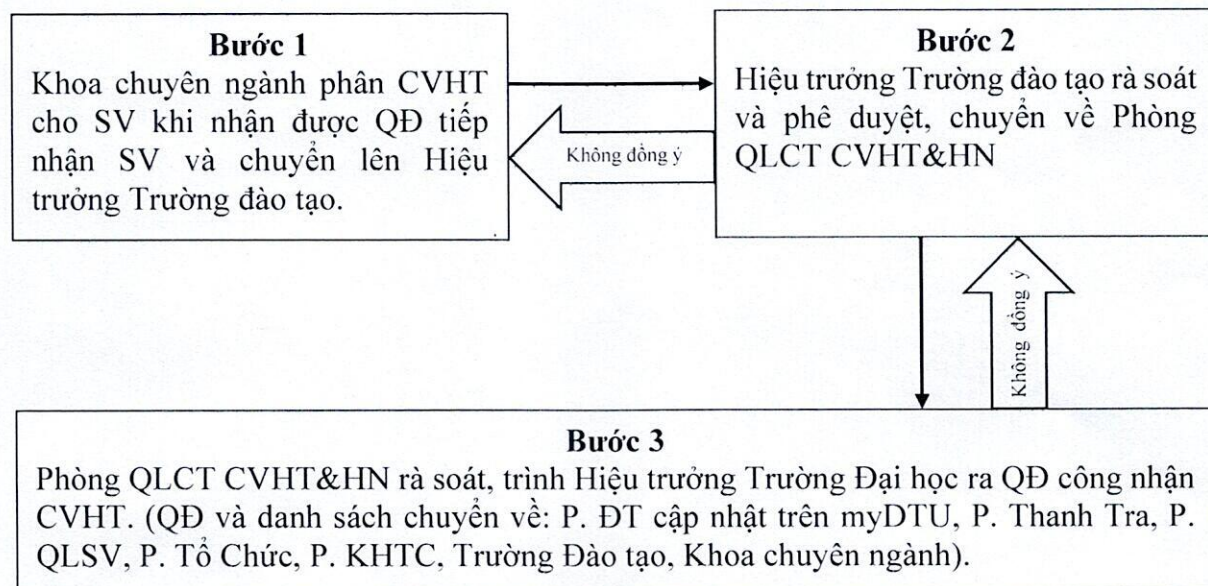 Bước 1
Khoa chuyên ngành phân CVHT
cho SV khi nhận được QĐ tiếp
nhận SV và chuyển lên Hiệu
trưởng Trường đào tạo.
Không đồng ý
Bước 2
Hiệu trưởng Trường đào tạo rà soát
và phê duyệt, chuyển về Phòng
QLCT CVHT&HN
Không đồng ý
Bước 3
Phòng QLCT CVHT&HN rà soát, trình Hiệu trưởng Trường Đại học ra QĐ công nhận
CVHT. (QĐ và danh sách chuyển về: P. ĐT cập nhật trên myDTU, P. Thanh Tra, P.
QLSV, P. Tổ Chức, P. KHTC, Trường Đào tạo, Khoa chuyên ngành).